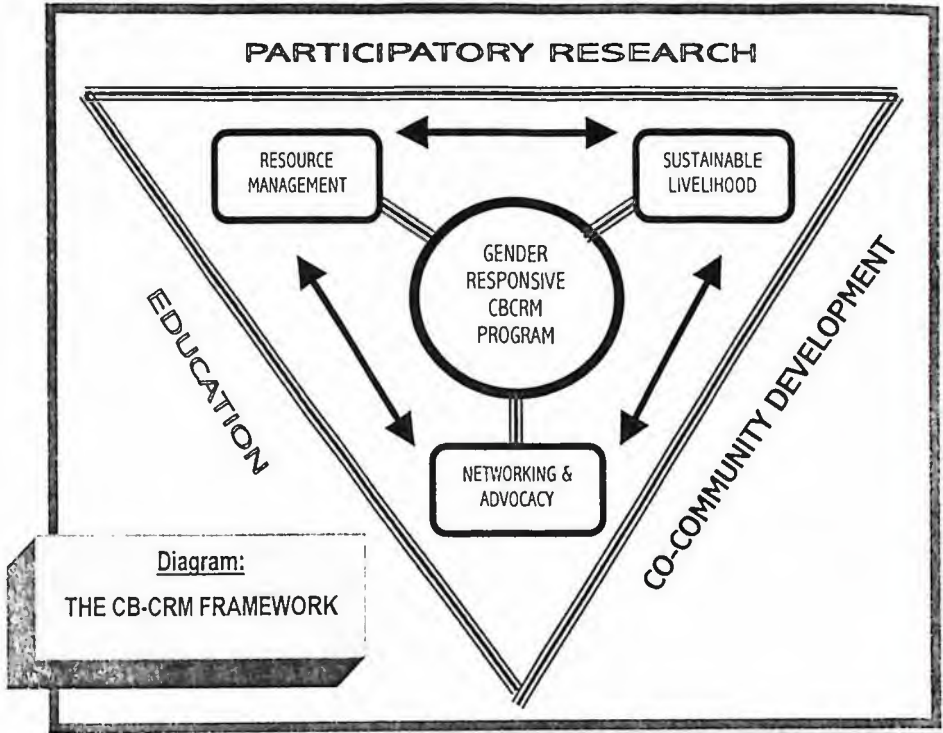 PARTICIPATORY RESEARCH
RESOURCE
MANAGEMENT
SUSTAINABLE
LIVELIHOOD
GENDER
RESPONSIVE
CBCRM
PROGRAM
EDUCATION
CO-COMMUNITY DEVELOPMENT
NETWORKING &
ADVOCACY
Diagram:
THE CB-CRM FRAMEWORK